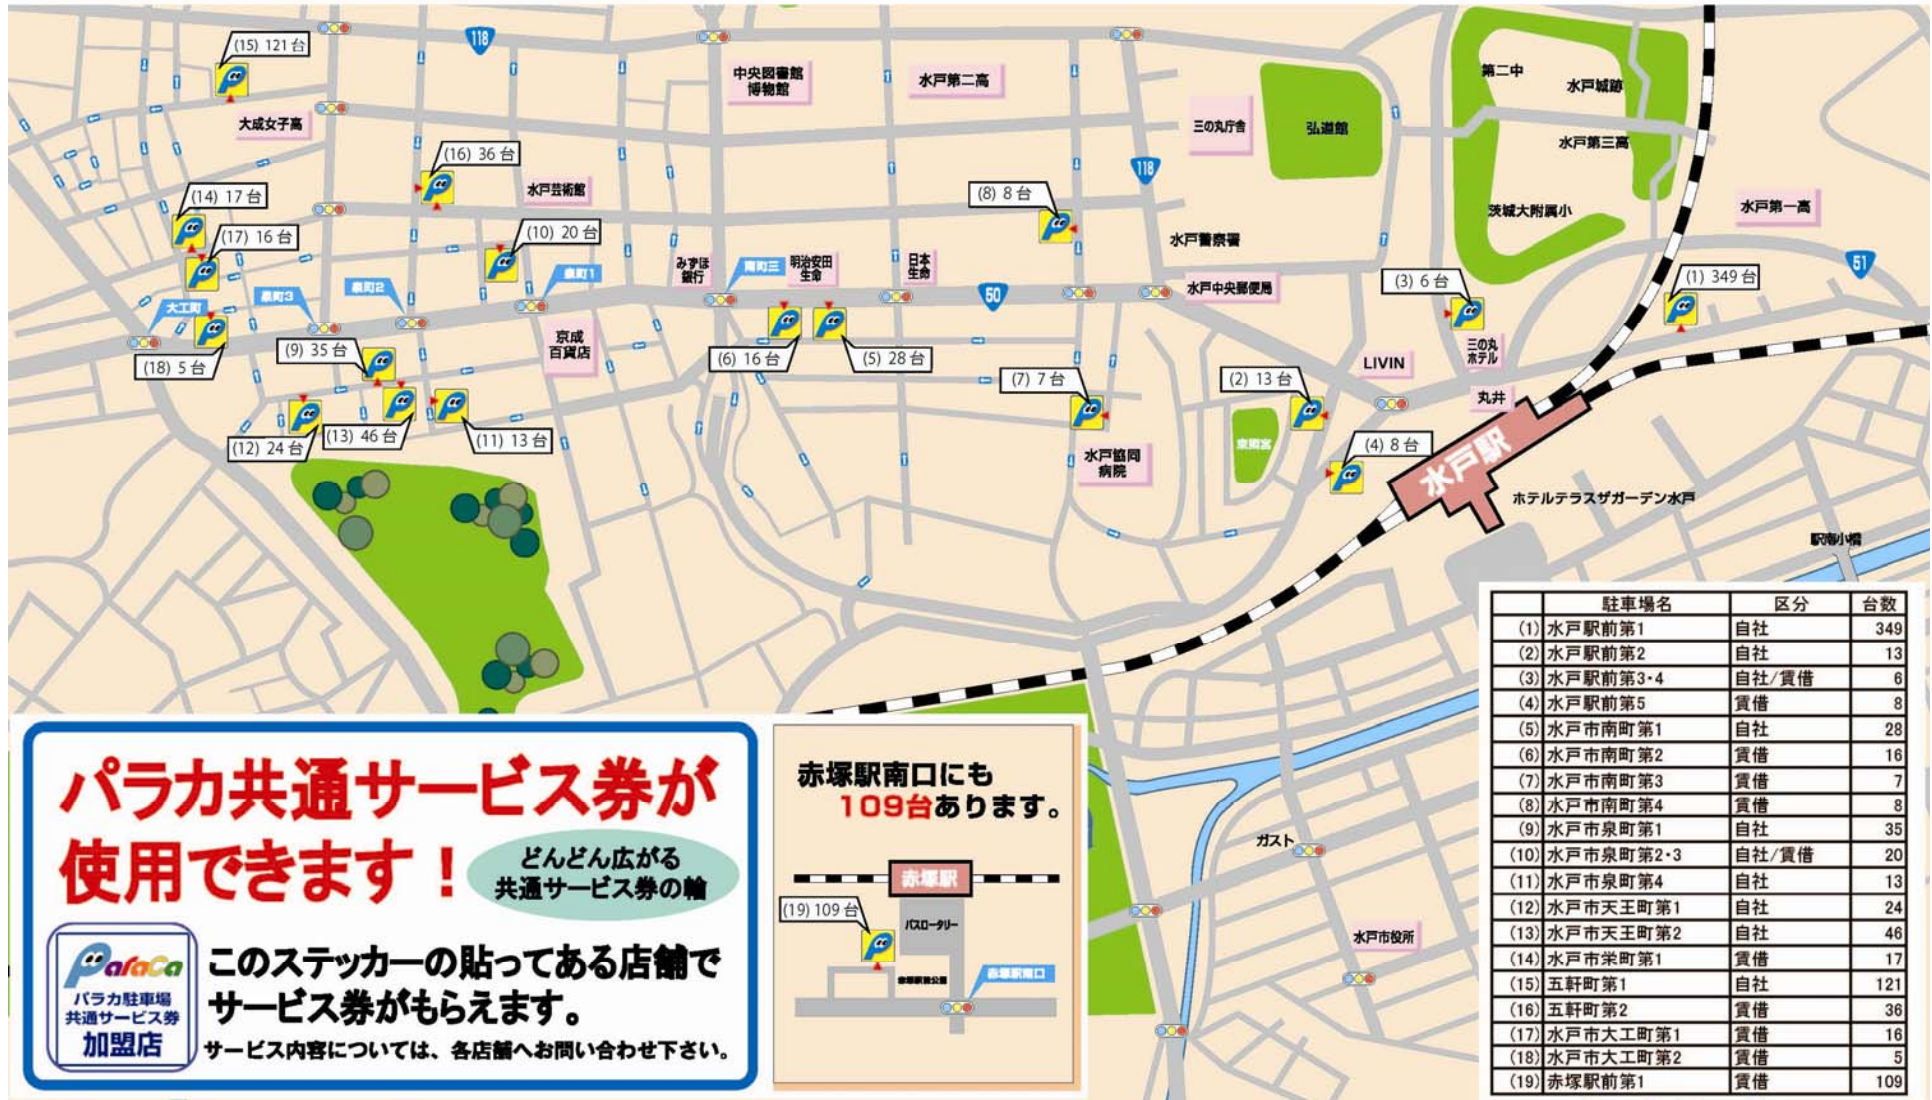 (15) 121台
118
中央図書館
博物館
水戸第二高
第二中
水戸城跡
三の丸庁舎
弘道館
大成女子高
水戸第三高
(16) 36台
118
(14) 17台
水戸芸術館
(8) 8台
茨城大附属小
水戸第一高
(17) 16台
(10) 20台
水戸警察署
みずほ
銀行
南町三
明治安田
生命
日本
生命
51
泉町1
(3) 6台
(1) 349台
泉町2
泉町3
大工町
50
水戸中央郵便局
京成
百貨店
(18) 5台
(9) 35台
(6) 16台
(5) 28台
三の丸
ホテル
LIVIN
(7) 7台
(2) 13台
丸井
(12) 24台
(13) 46台
(11) 13台
東照宮
(4) 8台
水戸協同
病院
水戸駅
ホテルテラスザガーデン水戸
駅南小橋
ガスト
水戸市役所
パラカ共通サービス券が
使用できます!
どんどん広がる
共通サービス券の輪
ParaCa
パラカ駐車場
共通サービス券
加盟店
このステッカーの貼ってある店舗で
サービス券がもらえます。
サービス内容については、各店舗へお問い合わせ下さい。
赤塚駅南口にも
109台あります。
赤塚駅
(19) 109台
バスロータリー
赤塚駅南口
赤塚駅前公園
駐車場名 区分 台数
(1) 水戸駅前第1 自社 349
(2) 水戸駅前第2 自社 13
(3) 水戸駅前第3・4 自社/賃借 6
(4) 水戸駅前第5 賃借 8
(5) 水戸市南町第1 自社 28
(6) 水戸市南町第2 賃借 16
(7) 水戸市南町第3 賃借 7
(8) 水戸市南町第4 賃借 8
(9) 水戸市泉町第1 自社 35
(10) 水戸市泉町第2・3 自社/賃借 20
(11) 水戸市泉町第4 自社 13
(12) 水戸市天王町第1 自社 24
(13) 水戸市天王町第2 自社 46
(14) 水戸市栄町第1 賃借 17
(15) 五軒町第1 自社 121
(16) 五軒町第2 賃借 36
(17) 水戸市大工町第1 賃借 16
(18) 水戸市大工町第2 賃借 5
(19) 赤塚駅前第1 賃借 109